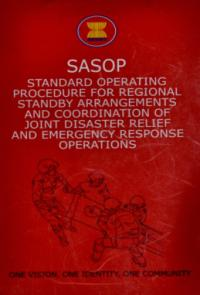 SASOP
STANDARD OPERATING
PROCEDURE FOR REGIONAL
STANDBY ARRANGEMENTS
AND COORDINATION OF
JOINT DISASTER RELIEF
AND EMERGENCY RESPONSE
OPERATIONS
ONE VISION, ONE IDENTITY, ONE COMMUNITY